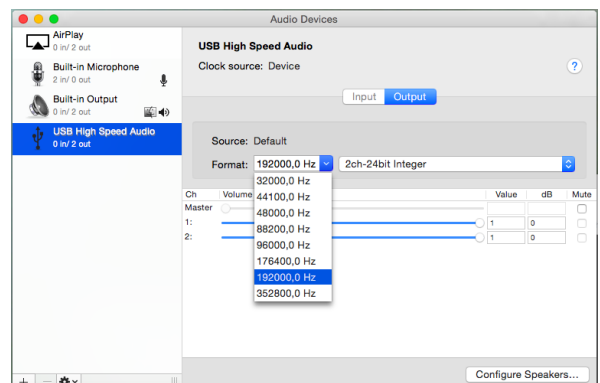 Audio Devices
AirPlay
0 in/ 2 out
Built-in Microphone
2 in/ 0 out
Built-in Output
0 in/ 2 out
USB High Speed Audio
0 in/ 2 out
USB High Speed Audio
Clock source: Device
?
Input Output
Source: Default
Format: 192000,0 Hz 2ch-24bit Integer
32000,0 Hz
44100,0 Hz
48000,0 Hz
88200,0 Hz
96000,0 Hz
176400,0 Hz
192000,0 Hz
352800,0 Hz
Ch Volume Value dB Mute
Master
1: 1 0
2: 1 0
Configure Speakers...